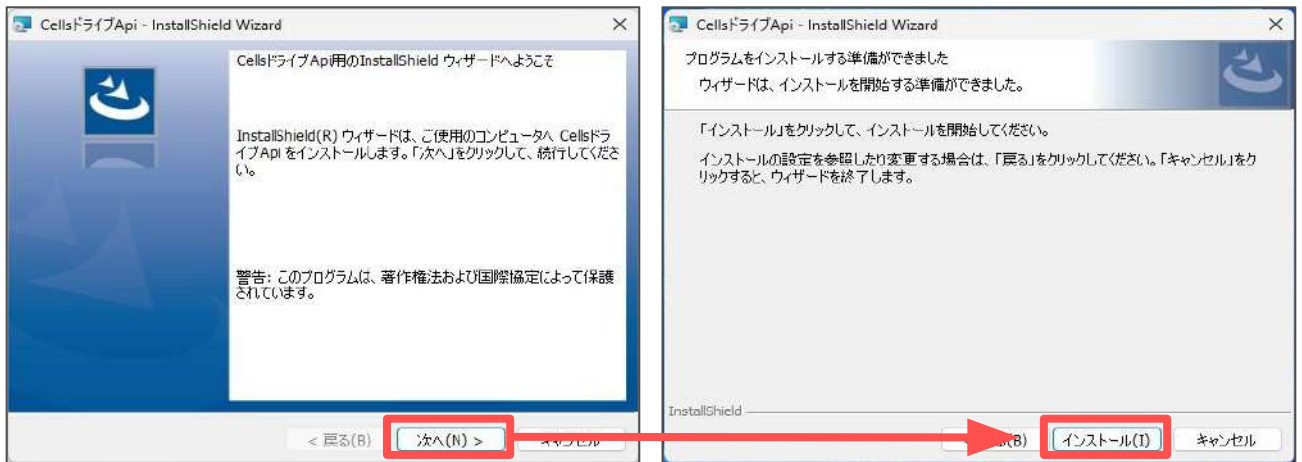 CellsドライブApi - InstallShield Wizard
CellsドライブApi用のInstallShield ウィザードへようこそ
InstallShield(R) ウィザードは、ご使用のコンピュータへ Cellsドラ
イブApi をインストールします。「次へ」をクリックして、続行してくださ
い。
警告: このプログラムは、著作権法および国際協定によって保護
されています。
< 戻る(B)
次へ(N) >
キャンセル
CellsドライブApi - InstallShield Wizard
プログラムをインストールする準備ができました
ウィザードは、インストールを開始する準備ができました。
「インストール」をクリックして、インストールを開始してください。
インストールの設定を参照したり変更する場合は、「戻る」をクリックしてください。「キャンセル」をク
リックすると、ウィザードを終了します。
InstallShield
(B)
インストール(I)
キャンセル